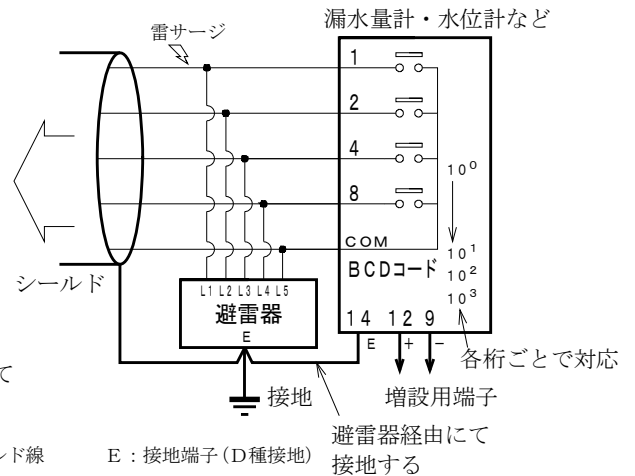 漏水量計・水位計など
雷サージ
1
2
4
8
COM
BCDコード
10⁰
10¹
10²
10³
シールド
L1 L2 L3 L4 L5
避雷器
E
14 12 9
E + −
各桁ごとで対応
接地
増設用端子
て
避雷器経由にて
接地する
ルド線
E：接地端子(D種接地)